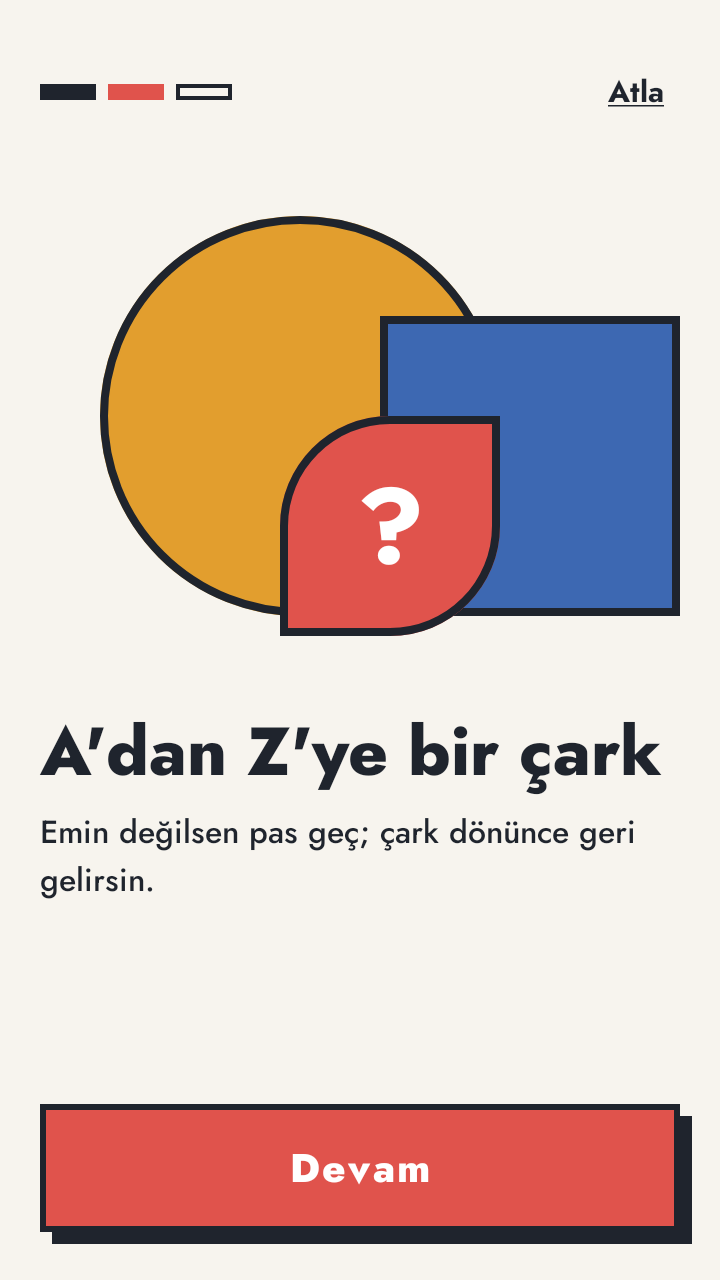 Atla
?
A'dan Z'ye bir çark
Emin değilsen pas geç; çark dönünce geri
gelirsin.
Devam